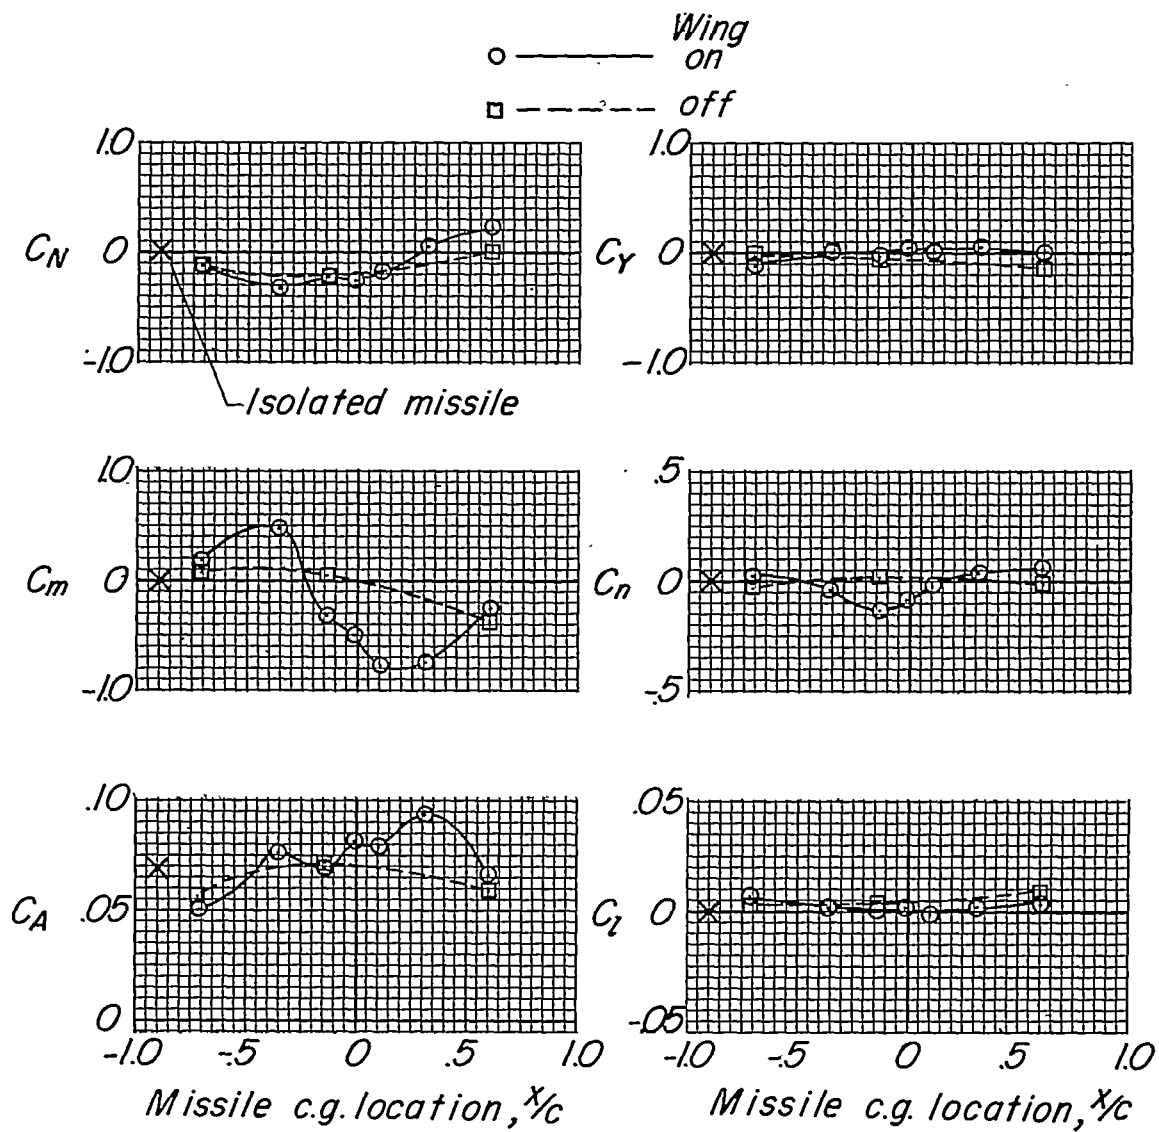 Wing
on
off
1.0
C_N 0
-1.0
Isolated missile
1.0
C_Y 0
-1.0
1.0
C_m 0
-1.0
.5
C_n 0
-.5
.10
C_A .05
0
-1.0 -.5 0 .5 1.0
Missile c.g. location, x/c
.05
C_l 0
-.05
-1.0 -.5 0 .5 1.0
Missile c.g. location, x/c